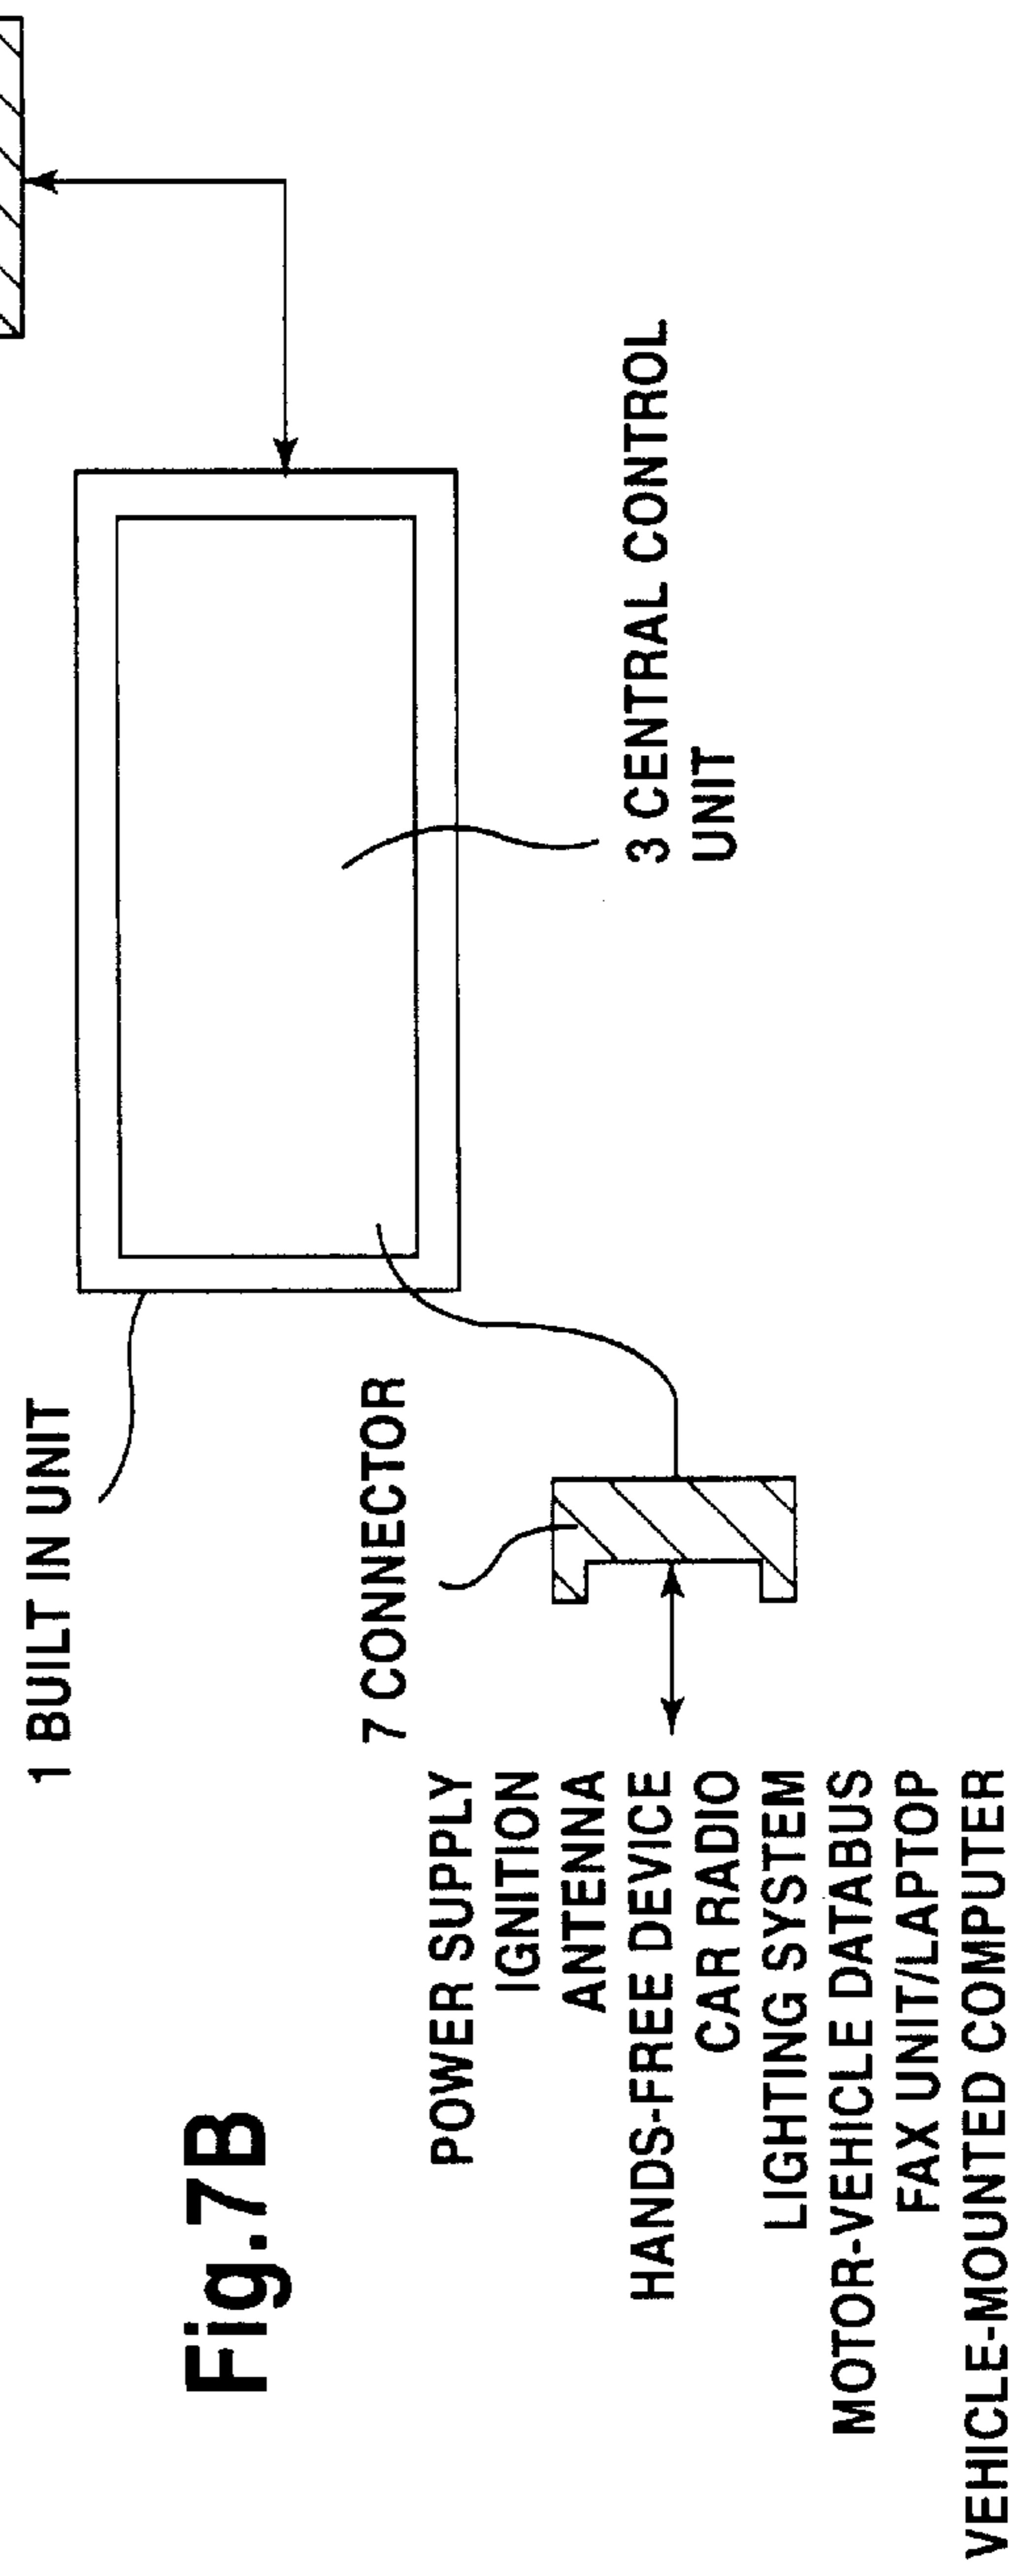 Fig.7B
1 BUILT IN UNIT
7 CONNECTOR
3 CENTRAL CONTROL
UNIT
POWER SUPPLY
IGNITION
ANTENNA
HANDS-FREE DEVICE
CAR RADIO
LIGHTING SYSTEM
MOTOR-VEHICLE DATABUS
FAX UNIT/LAPTOP
VEHICLE-MOUNTED COMPUTER